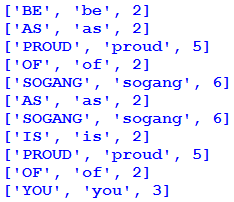 ['BE', 'be', 2]
['AS', 'as', 2]
['PROUD', 'proud', 5]
['OF', 'of', 2]
['SOGANG', 'sogang', 6]
['AS', 'as', 2]
['SOGANG', 'sogang', 6]
['IS', 'is', 2]
['PROUD', 'proud', 5]
['OF', 'of', 2]
['YOU', 'you', 3]